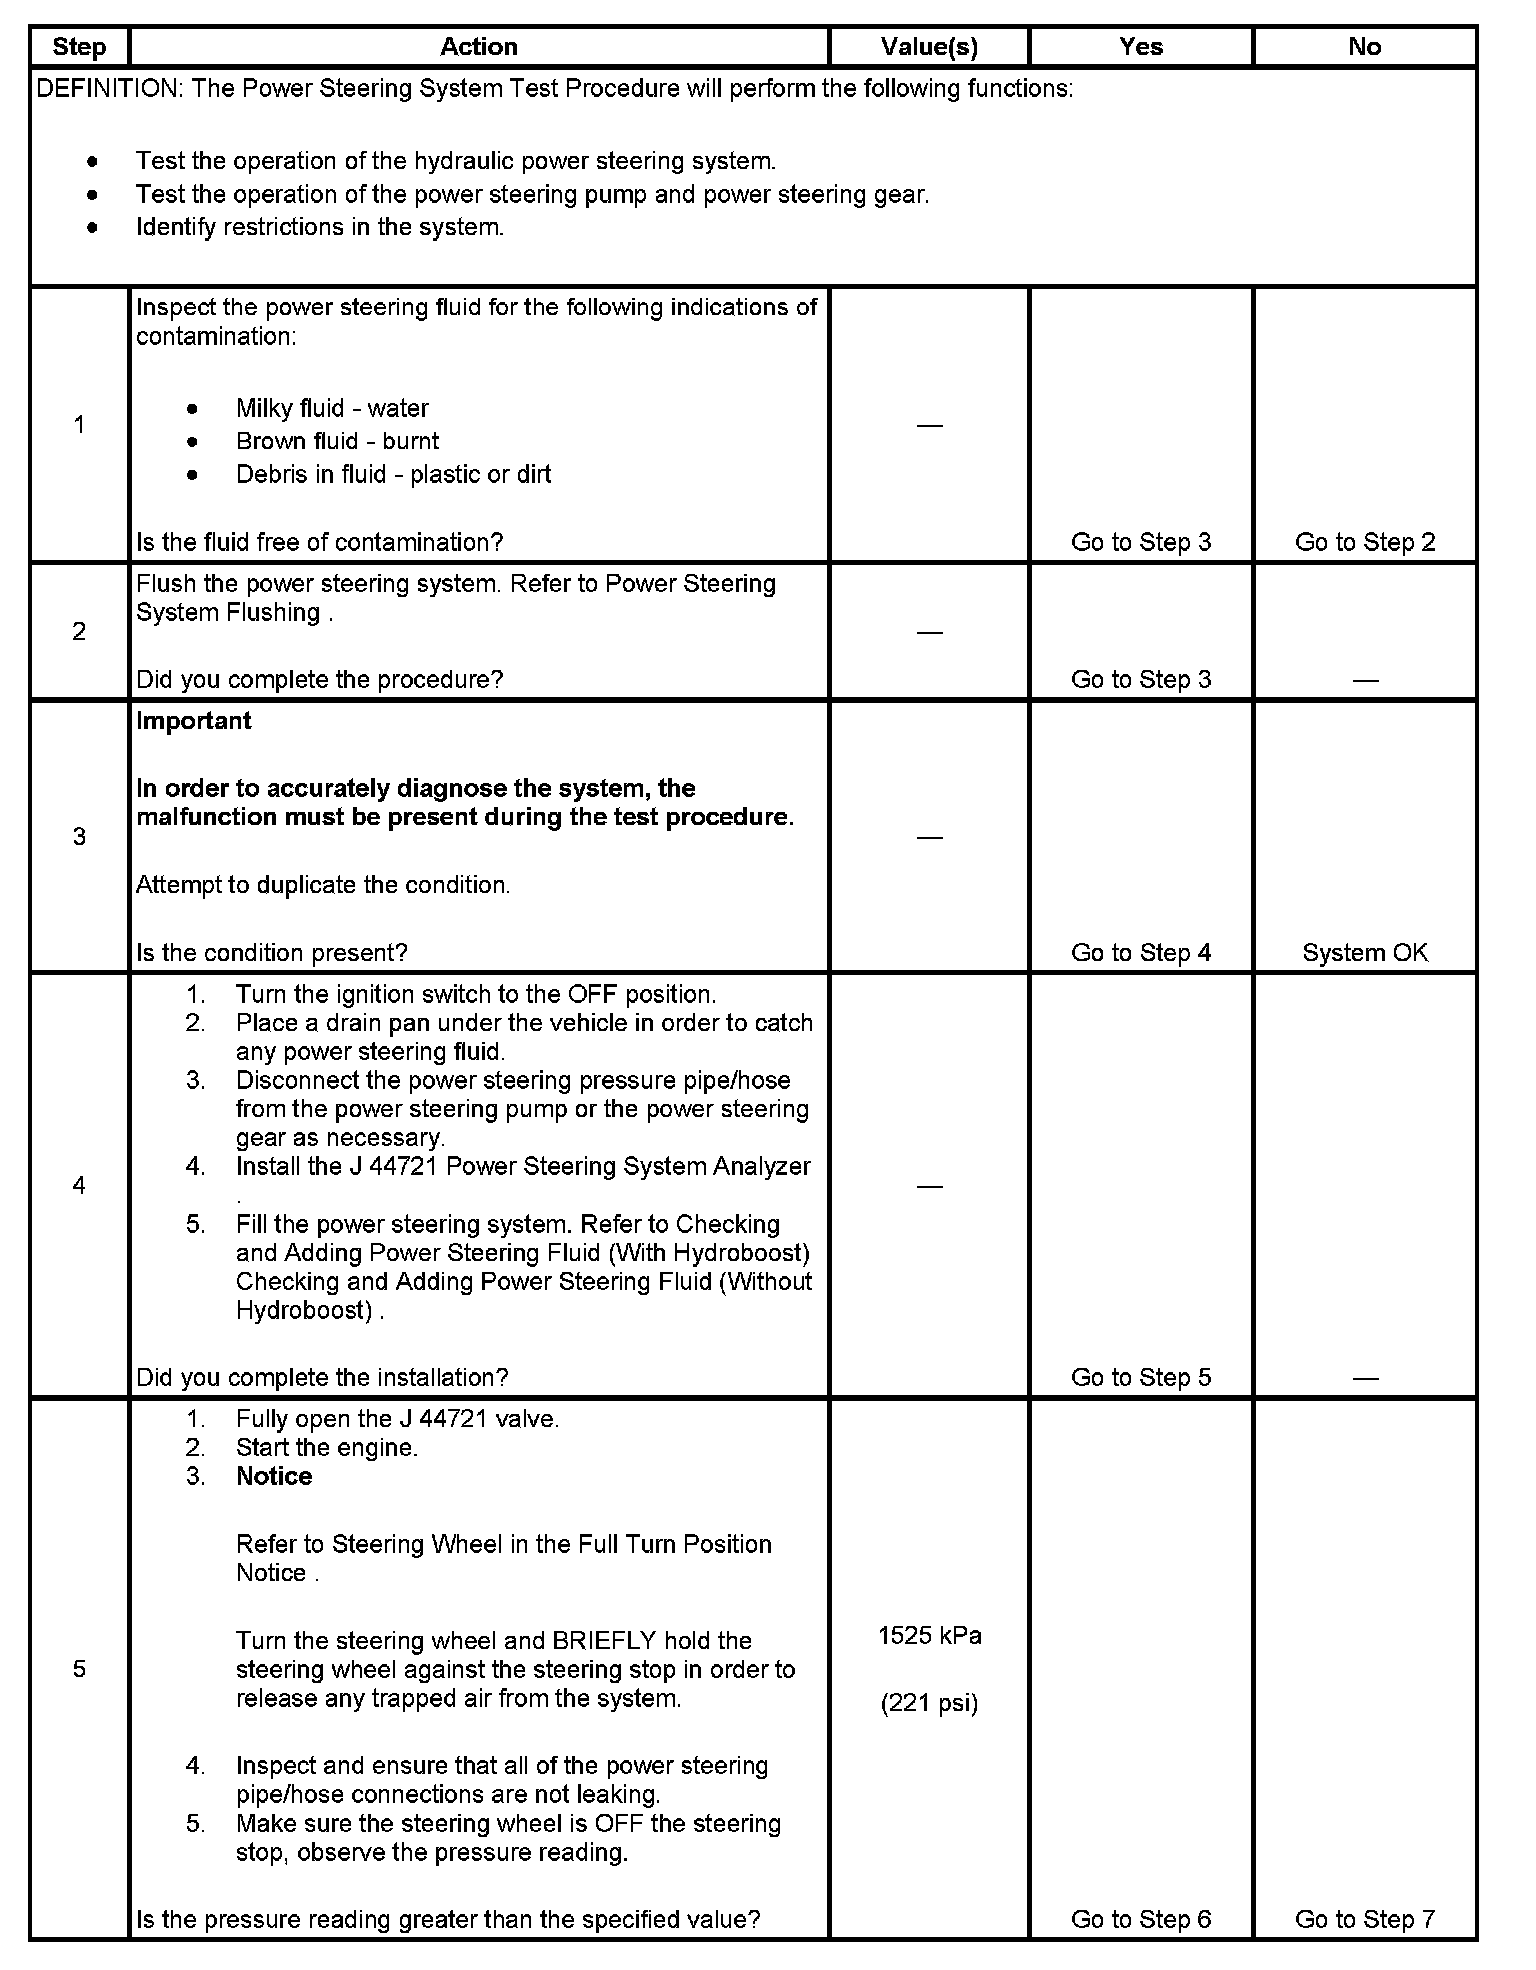 Step Action Value(s) Yes No
DEFINITION: The Power Steering System Test Procedure will perform the following functions:
• Test the operation of the hydraulic power steering system.
• Test the operation of the power steering pump and power steering gear.
• Identify restrictions in the system.
1
Inspect the power steering fluid for the following indications of
contamination:
• Milky fluid - water
• Brown fluid - burnt
• Debris in fluid - plastic or dirt
Is the fluid free of contamination?
—
Go to Step 3
Go to Step 2
2
Flush the power steering system. Refer to Power Steering
System Flushing .
Did you complete the procedure?
—
Go to Step 3
—
3
Important
In order to accurately diagnose the system, the
malfunction must be present during the test procedure.
Attempt to duplicate the condition.
Is the condition present?
—
Go to Step 4
System OK
4
1. Turn the ignition switch to the OFF position.
2. Place a drain pan under the vehicle in order to catch
any power steering fluid.
3. Disconnect the power steering pressure pipe/hose
from the power steering pump or the power steering
gear as necessary.
4. Install the J 44721 Power Steering System Analyzer
.
5. Fill the power steering system. Refer to Checking
and Adding Power Steering Fluid (With Hydroboost)
Checking and Adding Power Steering Fluid (Without
Hydroboost) .
Did you complete the installation?
—
Go to Step 5
—
5
1. Fully open the J 44721 valve.
2. Start the engine.
3. Notice
Refer to Steering Wheel in the Full Turn Position
Notice .
Turn the steering wheel and BRIEFLY hold the
steering wheel against the steering stop in order to
release any trapped air from the system.
4. Inspect and ensure that all of the power steering
pipe/hose connections are not leaking.
5. Make sure the steering wheel is OFF the steering
stop, observe the pressure reading.
Is the pressure reading greater than the specified value?
1525 kPa
(221 psi)
Go to Step 6
Go to Step 7